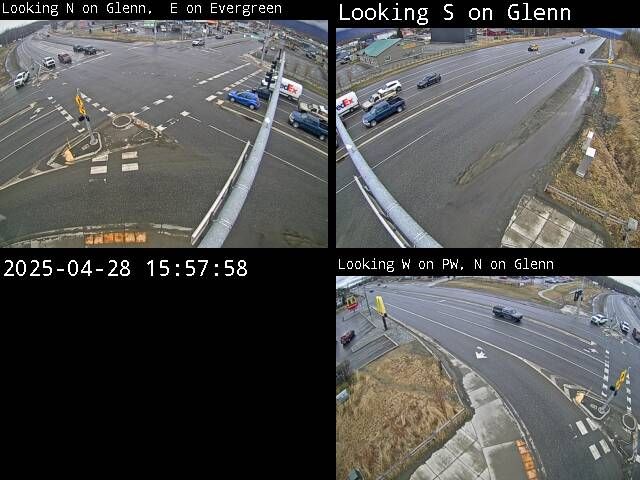 Looking N on Glenn,  E on Evergreen
Looking S on Glenn
FedEx
FedEx
2025-04-28 15:57:58
Looking W on PW, N on Glenn